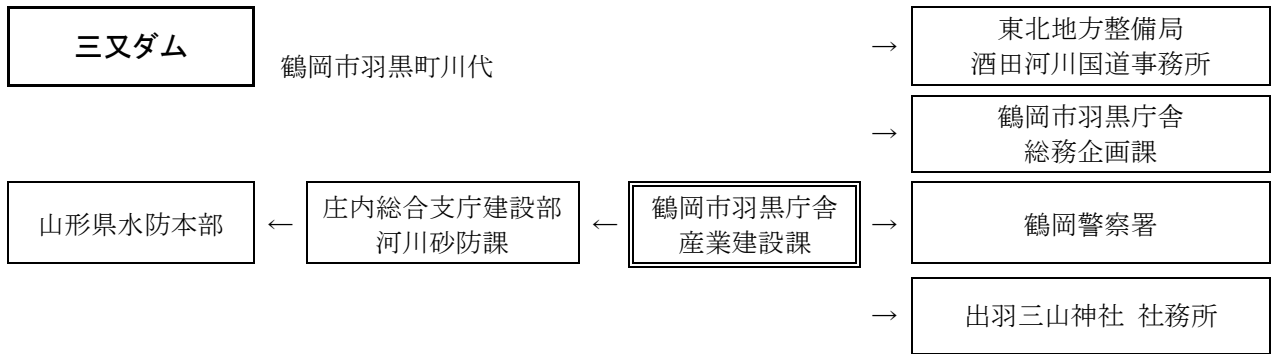 三又ダム
鶴岡市羽黒町川代
→
東北地方整備局
酒田河川国道事務所
→
鶴岡市羽黒庁舎
総務企画課
山形県水防本部
←
庄内総合支庁建設部
河川砂防課
←
鶴岡市羽黒庁舎
産業建設課
→
鶴岡警察署
→
出羽三山神社 社務所